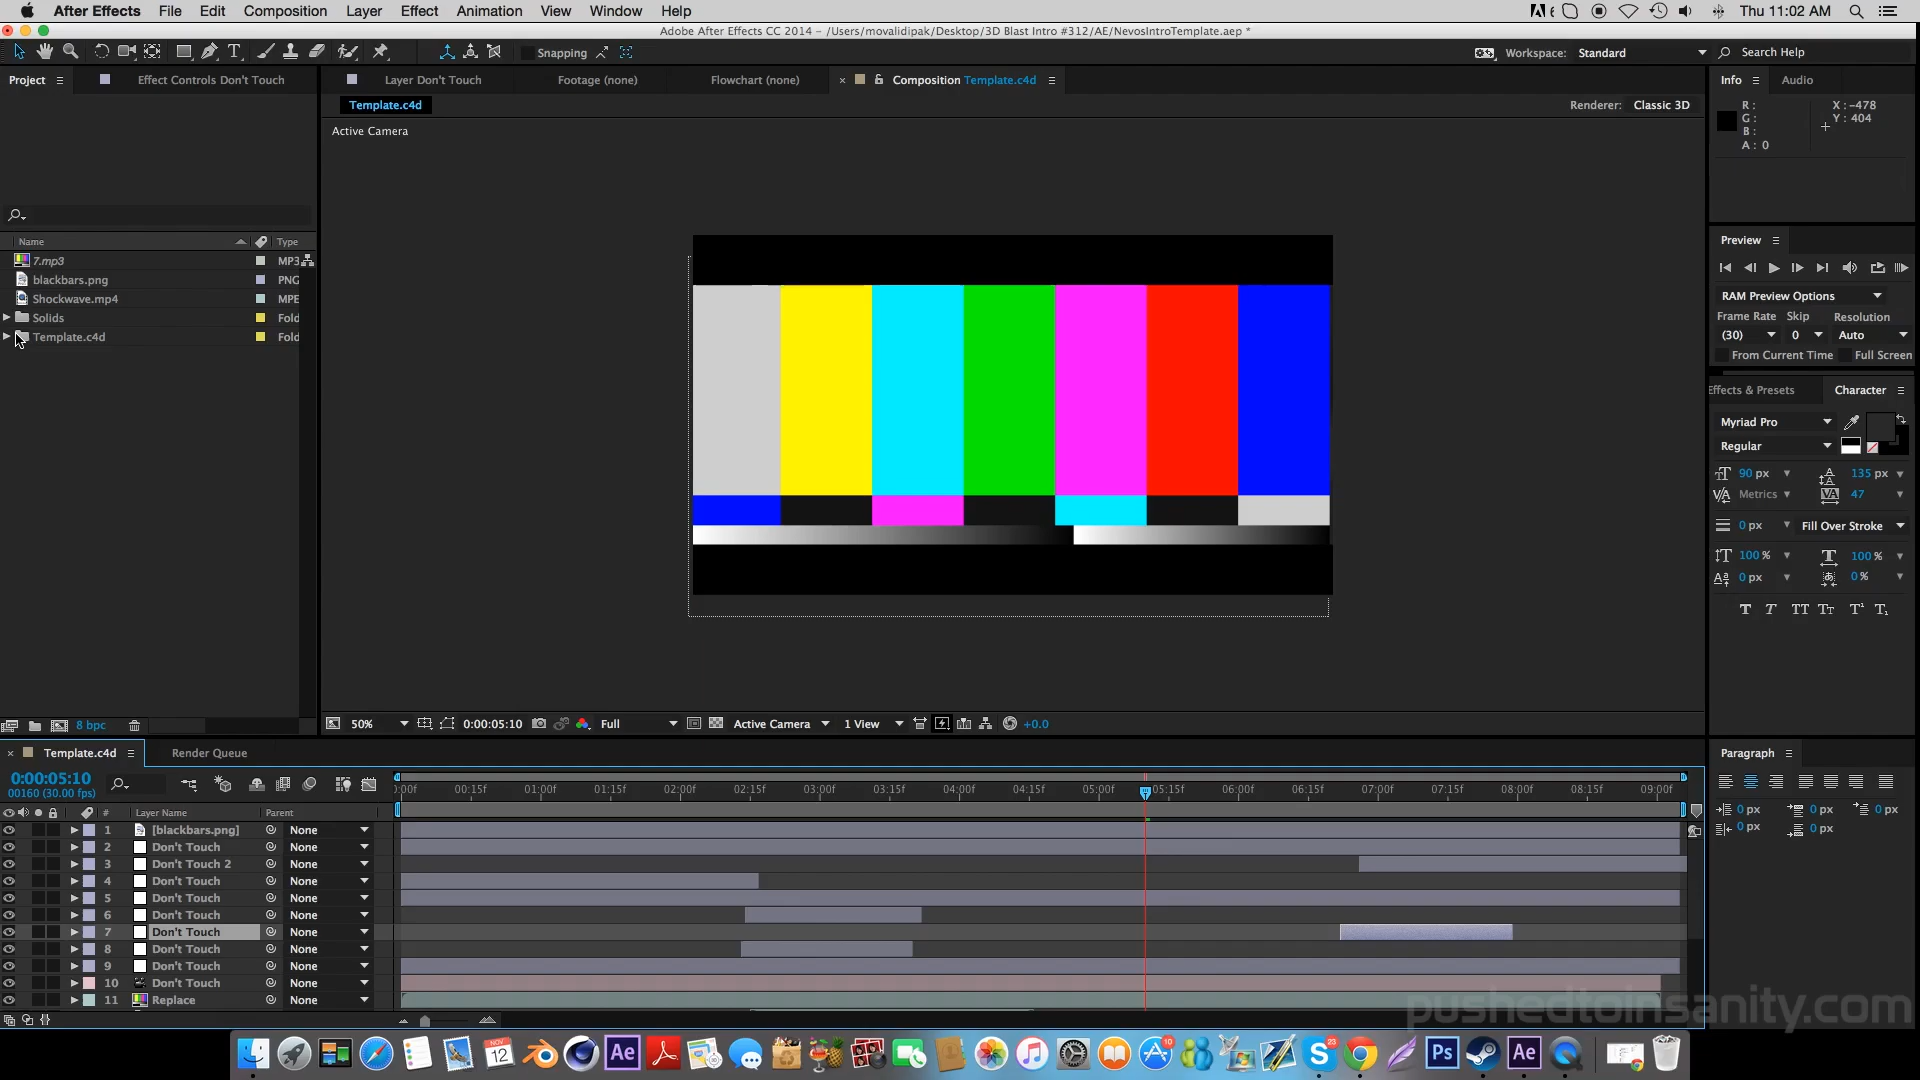 After Effects File Edit Composition Layer Effect Animation View Window Help Thu 11:02 AM
Adobe After Effects CC 2014 – /Users/movalidipak/Desktop/3D Blast Intro #312/AE/NevosIntroTemplate.aep *
Snapping Workspace: Standard Search Help
Project Effect Controls Don't Touch Layer Don't Touch Footage (none) Flowchart (none) Composition Template.c4d Info Audio
Template.c4d Renderer: Classic 3D
R: X: -478
G: Y: 404
B:
A: 0
Active Camera
Preview
Name Type
7.mp3 MP3
blackbars.png PNG
Shockwave.mp4 MPE
Solids Fold
Template.c4d Fold
RAM Preview Options
Frame Rate Skip Resolution
(30) 0 Auto
From Current Time Full Screen
Effects & Presets Character
Myriad Pro
Regular
90 px 135 px
Metrics 47
0 px Fill Over Stroke
100 % 100 %
0 px 0 %
T T TT Tt T¹ T₁
8 bpc 50% 0:00:05:10 Full Active Camera 1 View +0.0
Template.c4d Render Queue Paragraph
0:00:05:10
00160 (30.00 fps)
:00f 00:15f 01:00f 01:15f 02:00f 02:15f 03:00f 03:15f 04:00f 04:15f 05:00f 05:15f 06:00f 06:15f 07:00f 07:15f 08:00f 08:15f 09:00f
0 px 0 px 0 px
0 px 0 px
# Layer Name Parent
1 [blackbars.png] None
2 Don't Touch None
3 Don't Touch 2 None
4 Don't Touch None
5 Don't Touch None
6 Don't Touch None
7 Don't Touch None
8 Don't Touch None
9 Don't Touch None
10 Don't Touch None
11 Replace None
pushedtoinsanity.com
NOV 12 Ae 10 23 Ps Ae